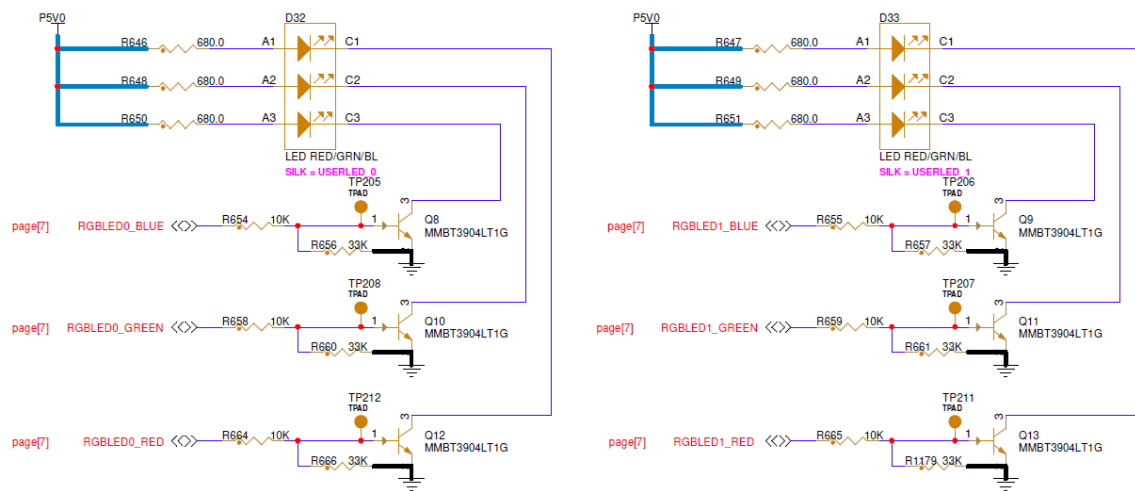 P5V0
D32
R646
680.0
A1
C1
R648
680.0
A2
C2
R650
680.0
A3
C3
LED RED/GRN/BL
SILK = USERLED_0
TP205
TPAD
page[7]
RGBLED0_BLUE
R654
10K
1
3
Q8
MMBT3904LT1G
R656
33K
TP208
TPAD
page[7]
RGBLED0_GREEN
R658
10K
1
3
Q10
MMBT3904LT1G
R660
33K
TP212
TPAD
page[7]
RGBLED0_RED
R664
10K
1
3
Q12
MMBT3904LT1G
R666
33K
P5V0
D33
R647
680.0
A1
C1
R649
680.0
A2
C2
R651
680.0
A3
C3
LED RED/GRN/BL
SILK = USERLED_1
TP206
TPAD
page[7]
RGBLED1_BLUE
R655
10K
1
3
Q9
MMBT3904LT1G
R657
33K
TP207
TPAD
page[7]
RGBLED1_GREEN
R659
10K
1
3
Q11
MMBT3904LT1G
R661
33K
TP211
TPAD
page[7]
RGBLED1_RED
R665
10K
1
3
Q13
MMBT3904LT1G
R1179
33K